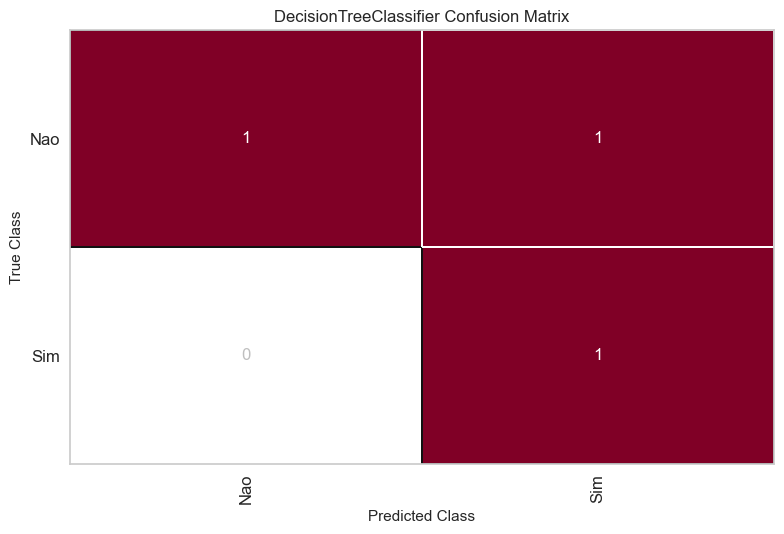 DecisionTreeClassifier Confusion Matrix
Nao
1
1
True Class
Sim
0
1
Nao
Sim
Predicted Class